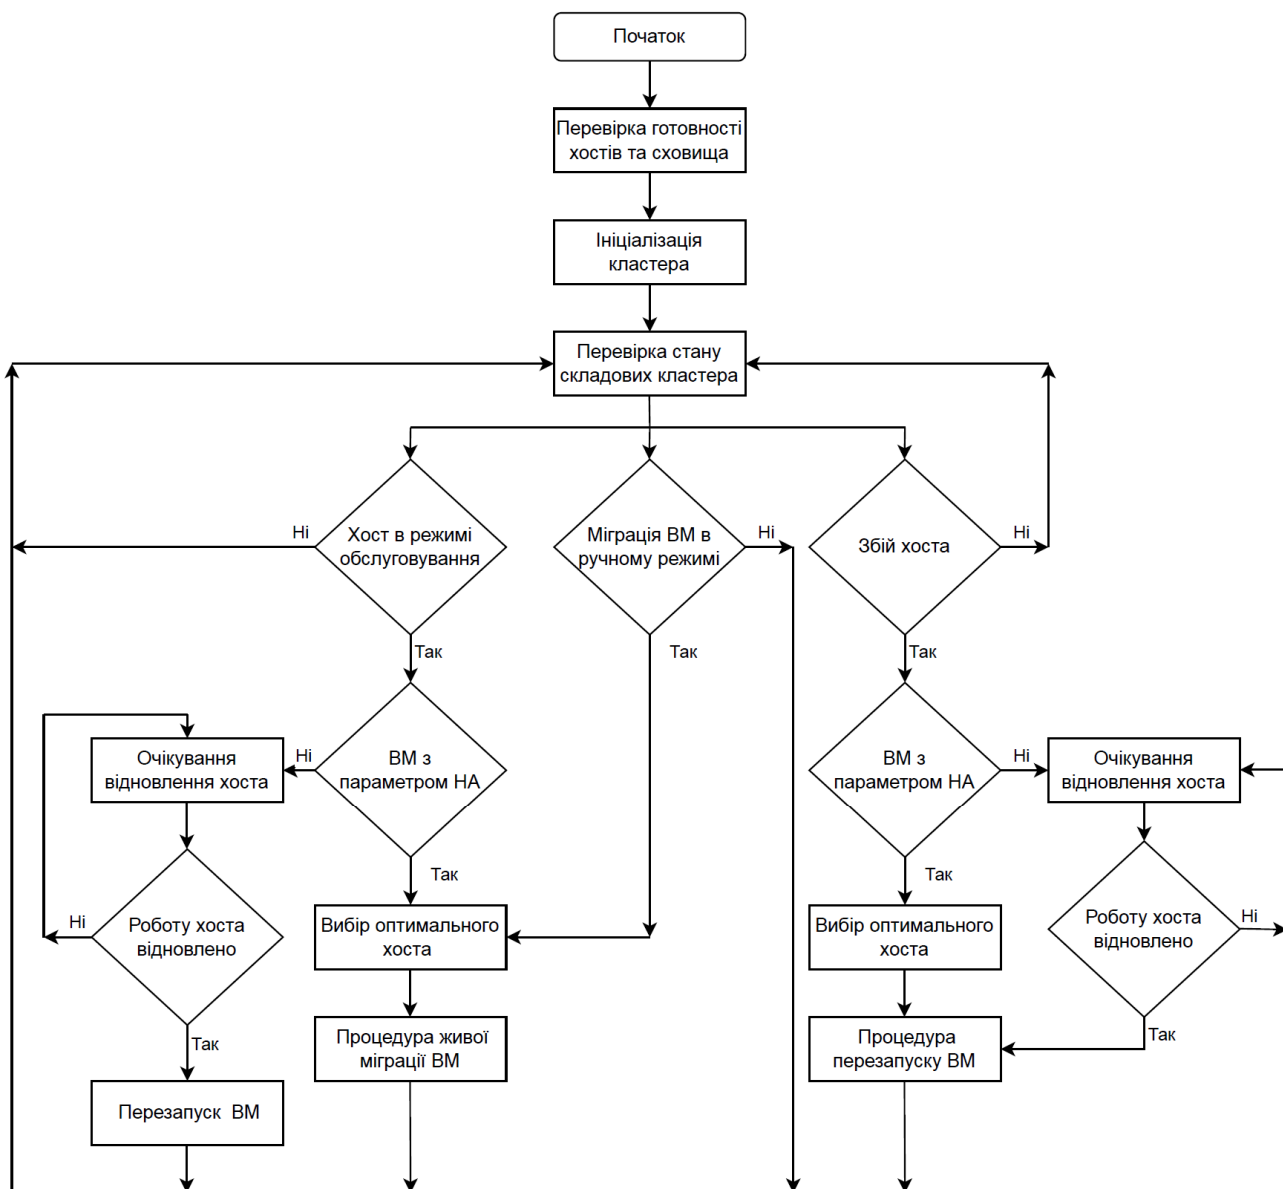 Початок
Перевірка готовності
хостів та сховища
Ініціалізація
кластера
Перевірка стану
складових кластера
Ні
Хост в режимі
обслуговування
Міграція ВМ в
ручному режимі
Ні
Збій хоста
Ні
Так
Так
Так
Очікування
відновлення хоста
Ні
ВМ з
параметром НА
ВМ з
параметром НА
Ні
Очікування
відновлення хоста
Так
Так
Ні
Роботу хоста
відновлено
Вибір оптимального
хоста
Вибір оптимального
хоста
Роботу хоста
відновлено
Ні
Так
Процедура живої
міграції ВМ
Процедура
перезапуску ВМ
Так
Перезапуск ВМ